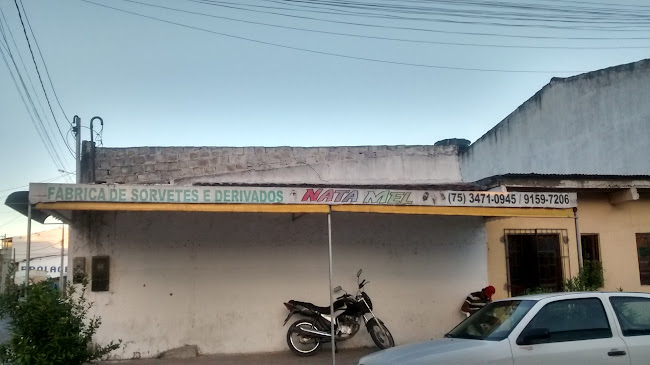 FABRICA DE SORVETES E DERIVADOS NATA MEL (75) 3471-0945 / 9159-7206